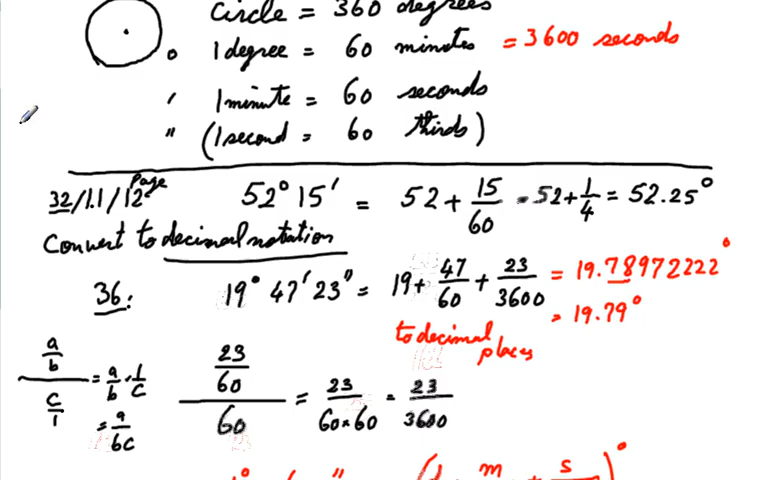 Circle = 360 degrees
° 1 degree = 60 minutes = 3600 seconds
' 1 minute = 60 seconds
" (1 second = 60 thirds)
32/1.1/Page 12 52° 15' = 52 + 15/60 = 52 + 1/4 = 52.25°
Convert to decimal notation
36: 19° 47' 23" = 19 + 47/60 + 23/3600 = 19.78972222°
= 19.79°
to decimal places
(a/b)/(c/1) = a/b · 1/c (23/60)/60 = 23/(60×60) = 23/3600
= a/bc
m s